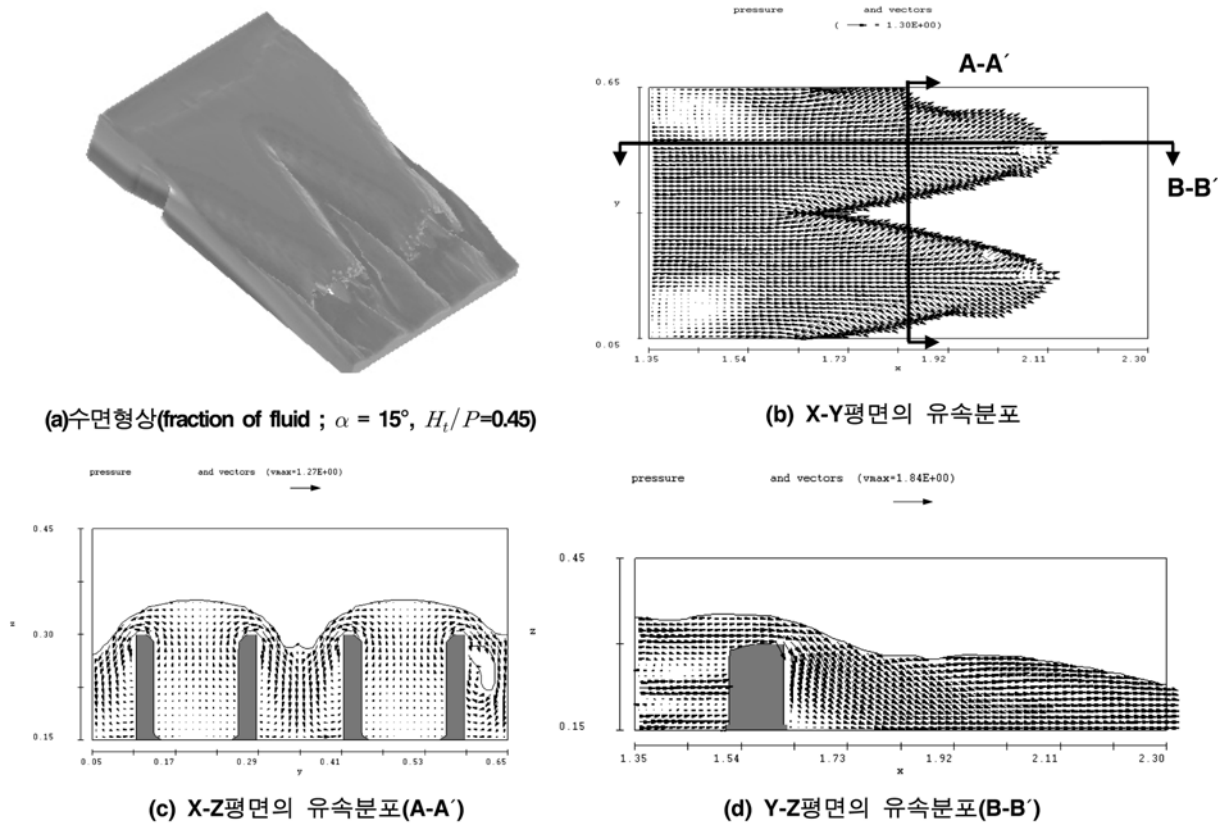 pressure and vectors
( → = 1.30E+00)
A-A′
0.65
B-B′
y
0.05
1.35 1.54 1.73 1.92 2.11 2.30
x
(a)수면형상(fraction of fluid ; α = 15°, H_t/P=0.45)
(b) X-Y평면의 유속분포
pressure and vectors (vmax=1.27E+00)
0.45
z
0.30
0.15
0.05 0.17 0.29 0.41 0.53 0.65
y
(c) X-Z평면의 유속분포(A-A′)
pressure and vectors (vmax=1.84E+00)
0.45
z
0.15
1.35 1.54 1.73 1.92 2.11 2.30
x
(d) Y-Z평면의 유속분포(B-B′)